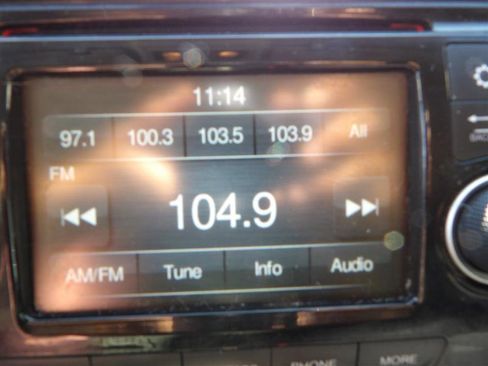 11:14
97.1 100.3 103.5 103.9 All
FM
104.9
AM/FM Tune Info Audio
BACK
PHONE MORE